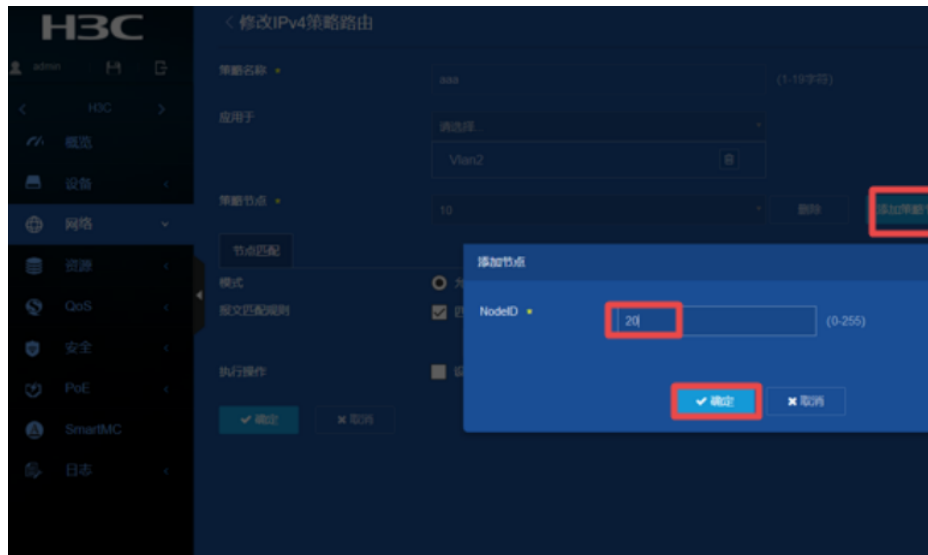 H3C
< 修改IPv4策略路由
admin
策略名称
aaa
(1-19字符)
H3C
应用于
请选择...
概览
Vlan2
设备
策略节点
10
删除
添加策略节
网络
节点匹配
添加节点
资源
模式
QoS
报文匹配规则
NodeID
20
(0-255)
安全
执行操作
PoE
确定
取消
确定
取消
SmartMC
日志